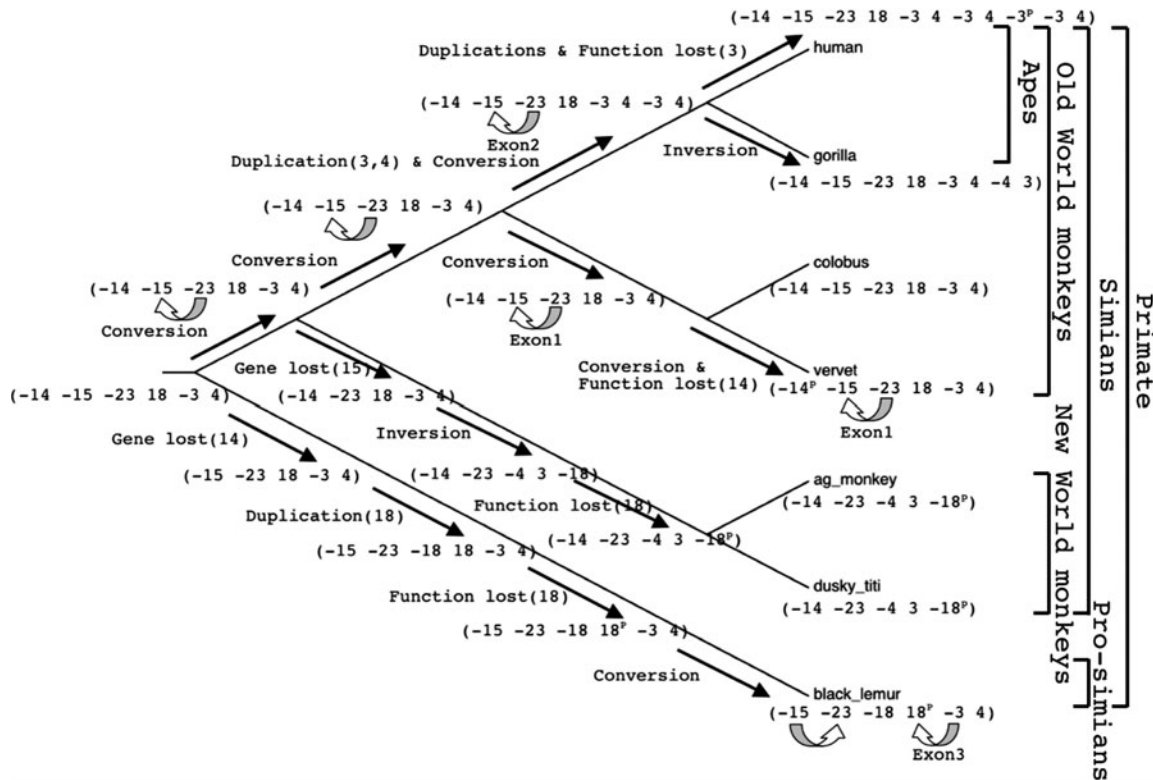 (-14 -15 -23 18 -3 4 -3 4 -3ᴾ -3 4)
Duplications & Function lost(3)
human
(-14 -15 -23 18 -3 4 -3 4)
Exon2
Inversion
gorilla
(-14 -15 -23 18 -3 4 -4 3)
Apes
Duplication(3,4) & Conversion
(-14 -15 -23 18 -3 4)
Conversion
Conversion
colobus
(-14 -15 -23 18 -3 4)
(-14 -15 -23 18 -3 4)
Exon1
(-14 -15 -23 18 -3 4)
Conversion
Conversion &
Function lost(14)
vervet
(-14ᴾ -15 -23 18 -3 4)
Exon1
Old World monkeys
(-14 -15 -23 18 -3 4)
Gene lost(15)
(-14 -23 18 -3 4)
Inversion
(-14 -23 -4 3 -18)
Function lost(18)
(-14 -23 -4 3 -18ᴾ)
ag_monkey
(-14 -23 -4 3 -18ᴾ)
dusky_titi
(-14 -23 -4 3 -18ᴾ)
New World monkeys
Simians
Primate
Gene lost(14)
(-15 -23 18 -3 4)
Duplication(18)
(-15 -23 -18 18 -3 4)
Function lost(18)
(-15 -23 -18 18ᴾ -3 4)
Conversion
black_lemur
(-15 -23 -18 18ᴾ -3 4)
Exon3
Pro-simians